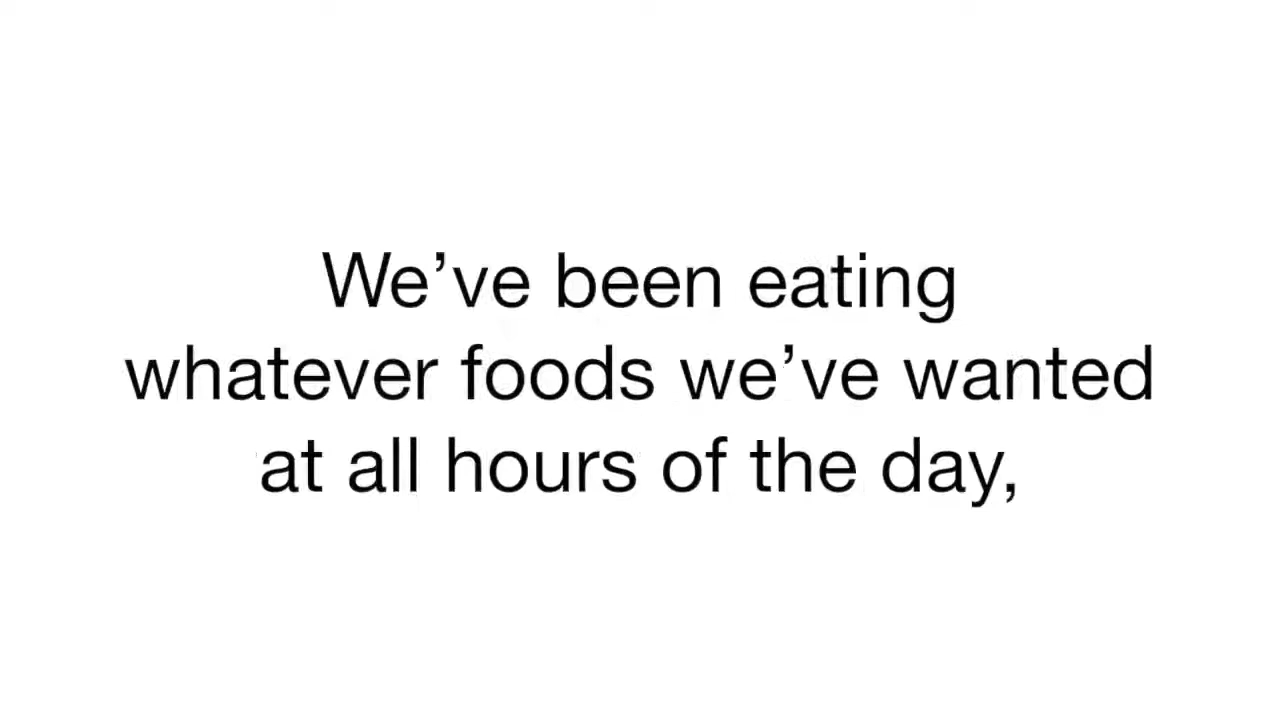 We’ve been eating
whatever foods we’ve wanted
at all hours of the day,